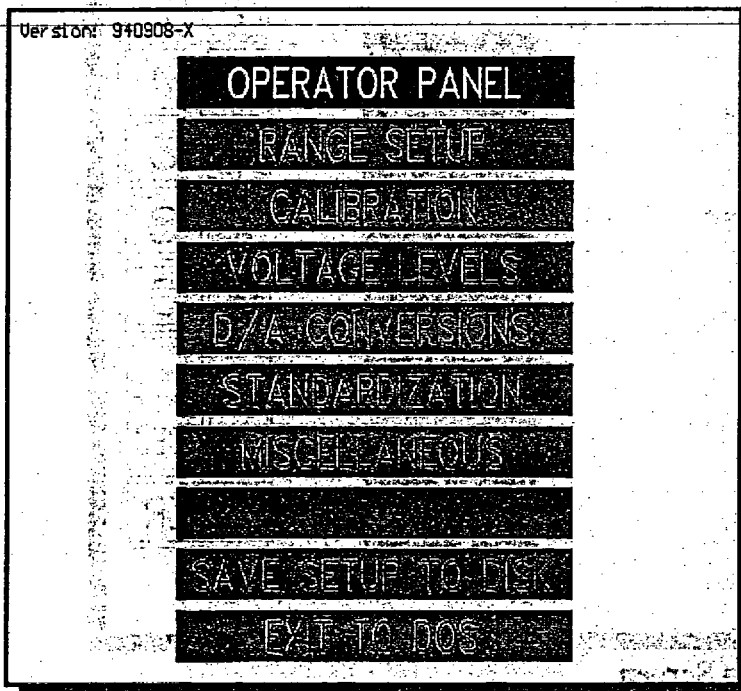 Version: 940908-X
OPERATOR PANEL
RANGE SETUP
CALIBRATION
VOLTAGE LEVELS
D/A CONVERSIONS
STANDARDIZATION
MISCELLANEOUS
SAVE SETUP TO DISK
EXIT TO DOS